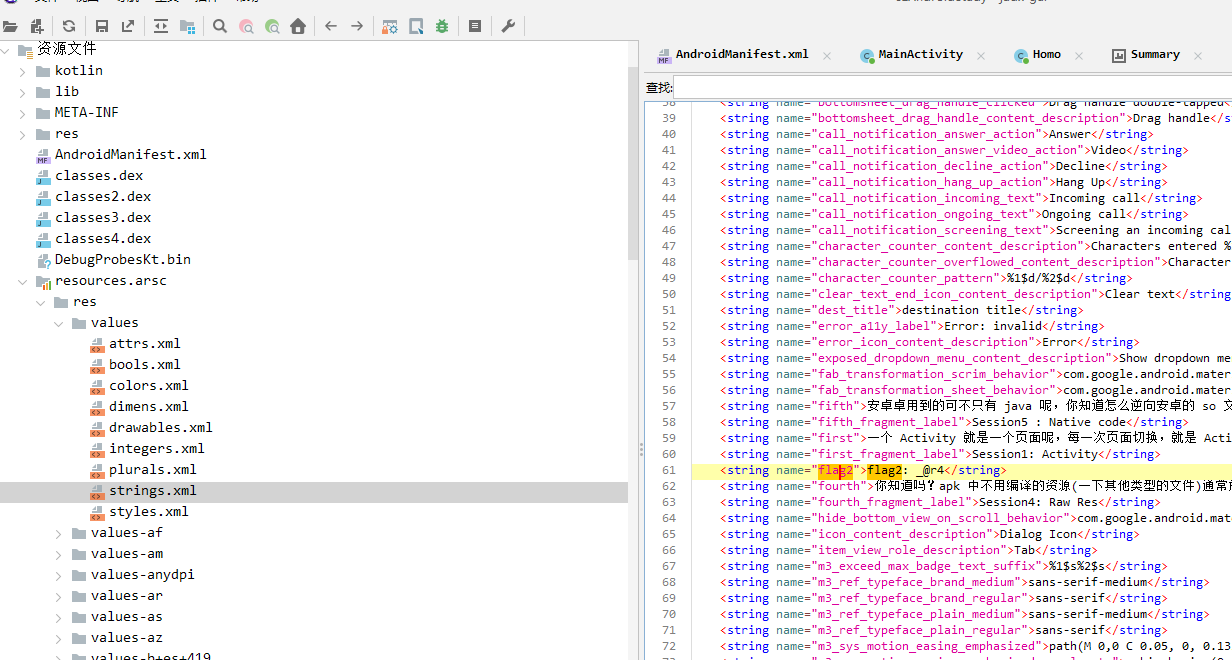 资源文件
kotlin
lib
META-INF
res
AndroidManifest.xml
classes.dex
classes2.dex
classes3.dex
classes4.dex
DebugProbesKt.bin
resources.arsc
res
values
attrs.xml
bools.xml
colors.xml
dimens.xml
drawables.xml
integers.xml
plurals.xml
strings.xml
styles.xml
values-af
values-am
values-anydpi
values-ar
values-as
values-az
values-b+es+419
AndroidManifest.xml
MainActivity
Homo
Summary
查找:
38 <string name="bottomsheet_drag_handle_clicked">Drag handle double-tapped<
39 <string name="bottomsheet_drag_handle_content_description">Drag handle</s
40 <string name="call_notification_answer_action">Answer</string>
41 <string name="call_notification_answer_video_action">Video</string>
42 <string name="call_notification_decline_action">Decline</string>
43 <string name="call_notification_hang_up_action">Hang Up</string>
44 <string name="call_notification_incoming_text">Incoming call</string>
45 <string name="call_notification_ongoing_text">Ongoing call</string>
46 <string name="call_notification_screening_text">Screening an incoming cal
47 <string name="character_counter_content_description">Characters entered %
48 <string name="character_counter_overflowed_content_description">Character
49 <string name="character_counter_pattern">%1$d/%2$d</string>
50 <string name="clear_text_end_icon_content_description">Clear text</string
51 <string name="dest_title">destination title</string>
52 <string name="error_a11y_label">Error: invalid</string>
53 <string name="error_icon_content_description">Error</string>
54 <string name="exposed_dropdown_menu_content_description">Show dropdown me
55 <string name="fab_transformation_scrim_behavior">com.google.android.mater
56 <string name="fab_transformation_sheet_behavior">com.google.android.mater
57 <string name="fifth">安卓卓用到的可不只有 java 呢，你知道怎么逆向安卓的 so 文
58 <string name="fifth_fragment_label">Session5 : Native code</string>
59 <string name="first">一个 Activity 就是一个页面呢，每一次页面切换，就是 Acti
60 <string name="first_fragment_label">Session1: Activity</string>
61 <string name="flag2">flag2: _@r4</string>
62 <string name="fourth">你知道吗？apk 中不用编译的资源(一下其他类型的文件)通常
63 <string name="fourth_fragment_label">Session4: Raw Res</string>
64 <string name="hide_bottom_view_on_scroll_behavior">com.google.android.mat
65 <string name="icon_content_description">Dialog Icon</string>
66 <string name="item_view_role_description">Tab</string>
67 <string name="m3_exceed_max_badge_text_suffix">%1$s%2$s</string>
68 <string name="m3_ref_typeface_brand_medium">sans-serif-medium</string>
69 <string name="m3_ref_typeface_brand_regular">sans-serif</string>
70 <string name="m3_ref_typeface_plain_medium">sans-serif-medium</string>
71 <string name="m3_ref_typeface_plain_regular">sans-serif</string>
72 <string name="m3_sys_motion_easing_emphasized">path(M 0,0 C 0.05, 0, 0.13